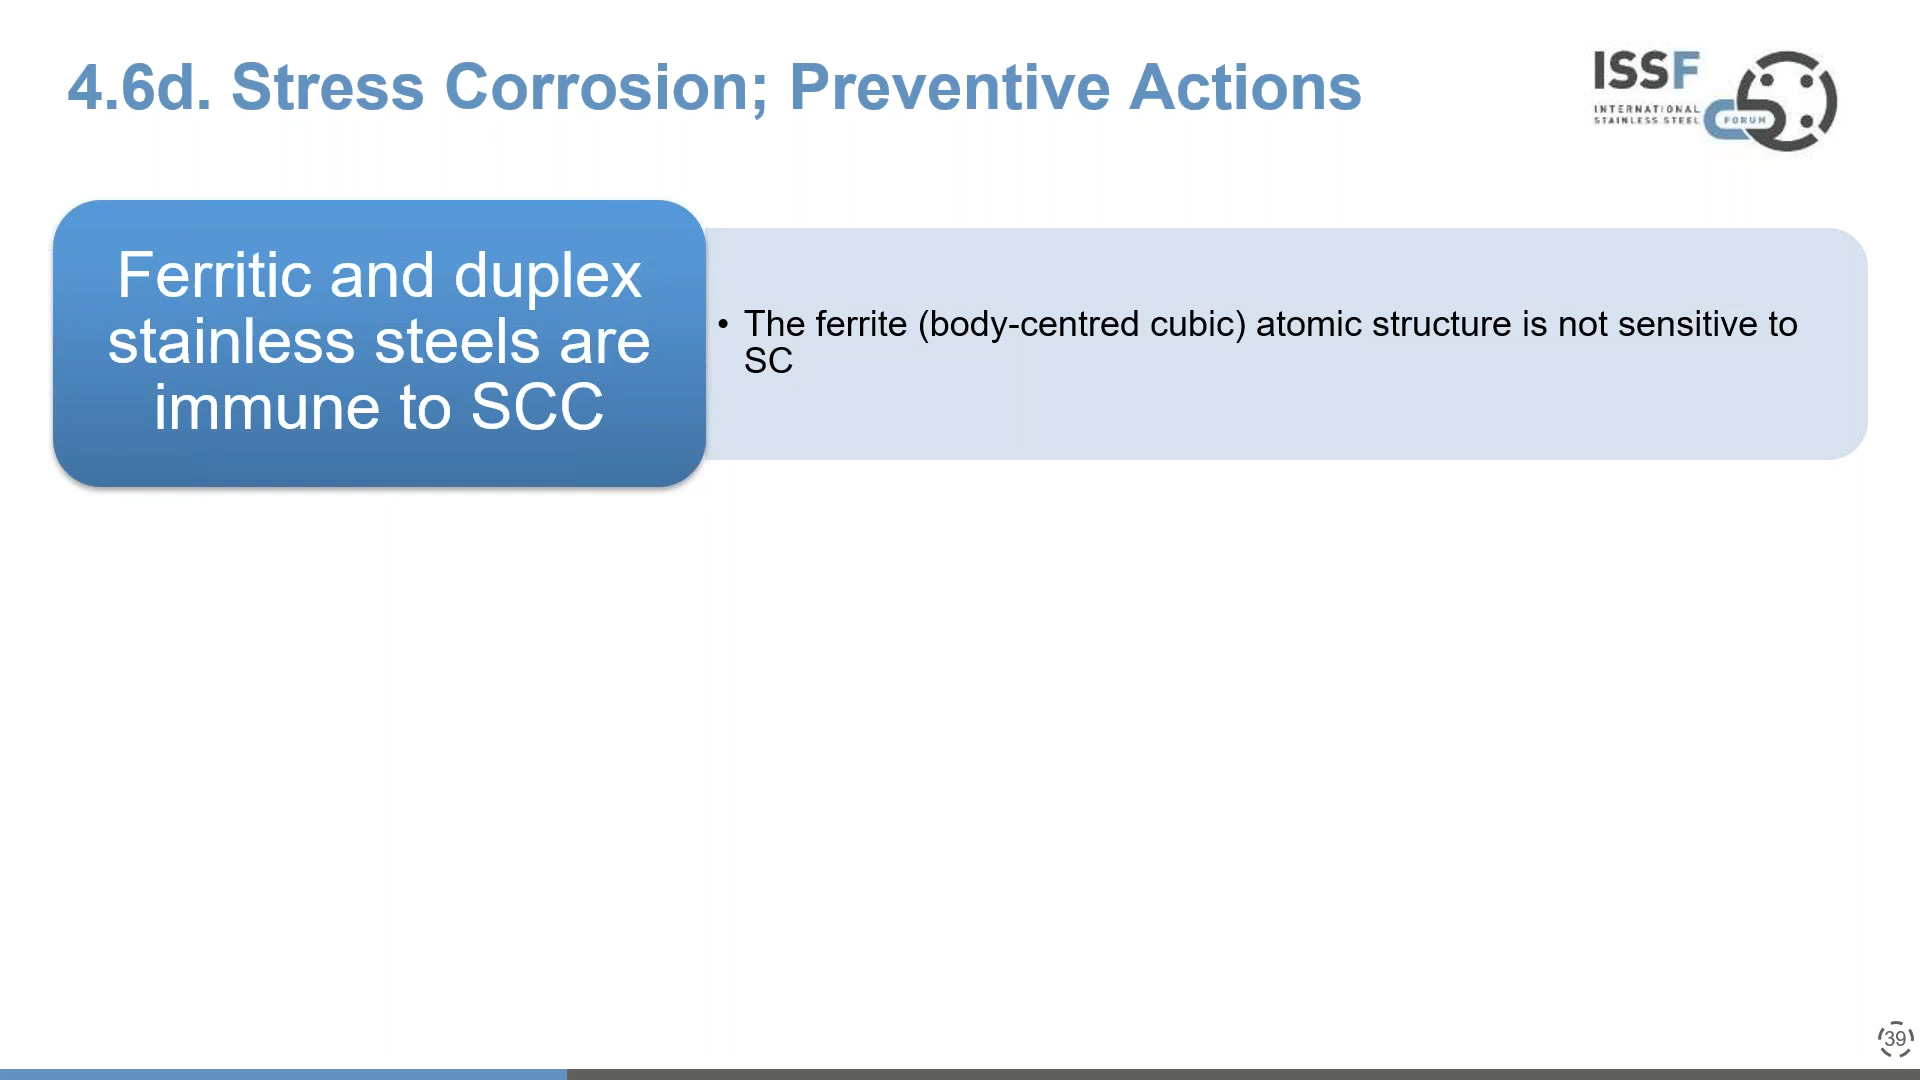 4.6d. Stress Corrosion; Preventive Actions
ISSF
INTERNATIONAL
STAINLESS STEEL
FORUM
Ferritic and duplex
stainless steels are
immune to SCC
• The ferrite (body-centred cubic) atomic structure is not sensitive to
SC
39